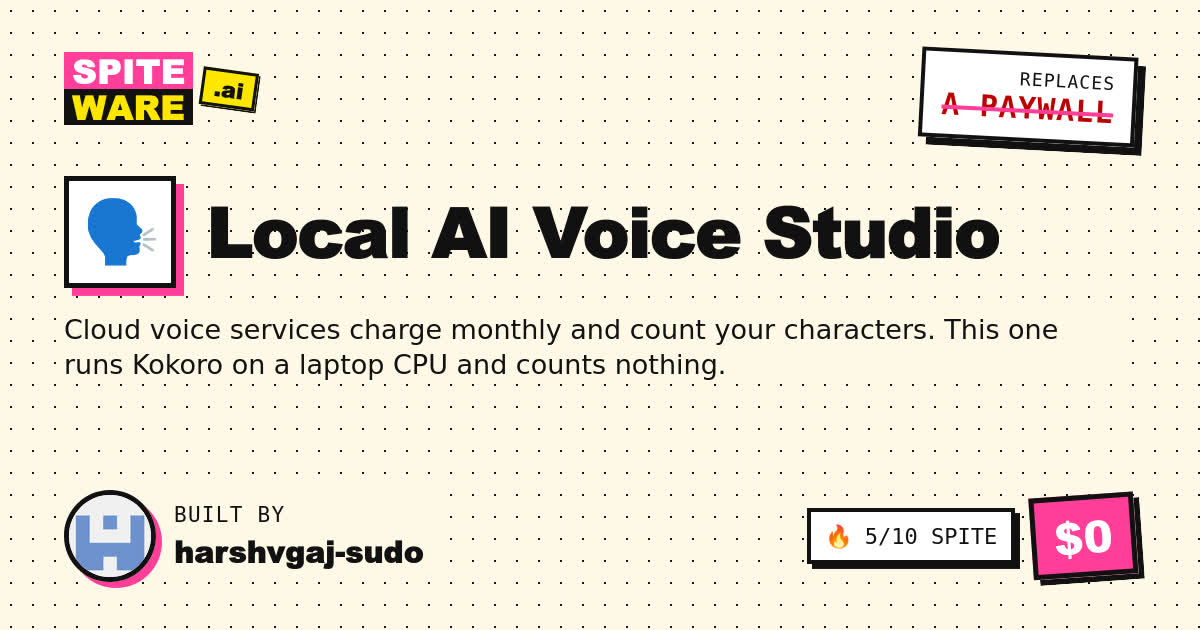 SPITE
WARE
.ai
REPLACES
A PAYWALL
Local AI Voice Studio
Cloud voice services charge monthly and count your characters. This one
runs Kokoro on a laptop CPU and counts nothing.
BUILT BY
harshvgaj-sudo
🔥 5/10 SPITE
$0